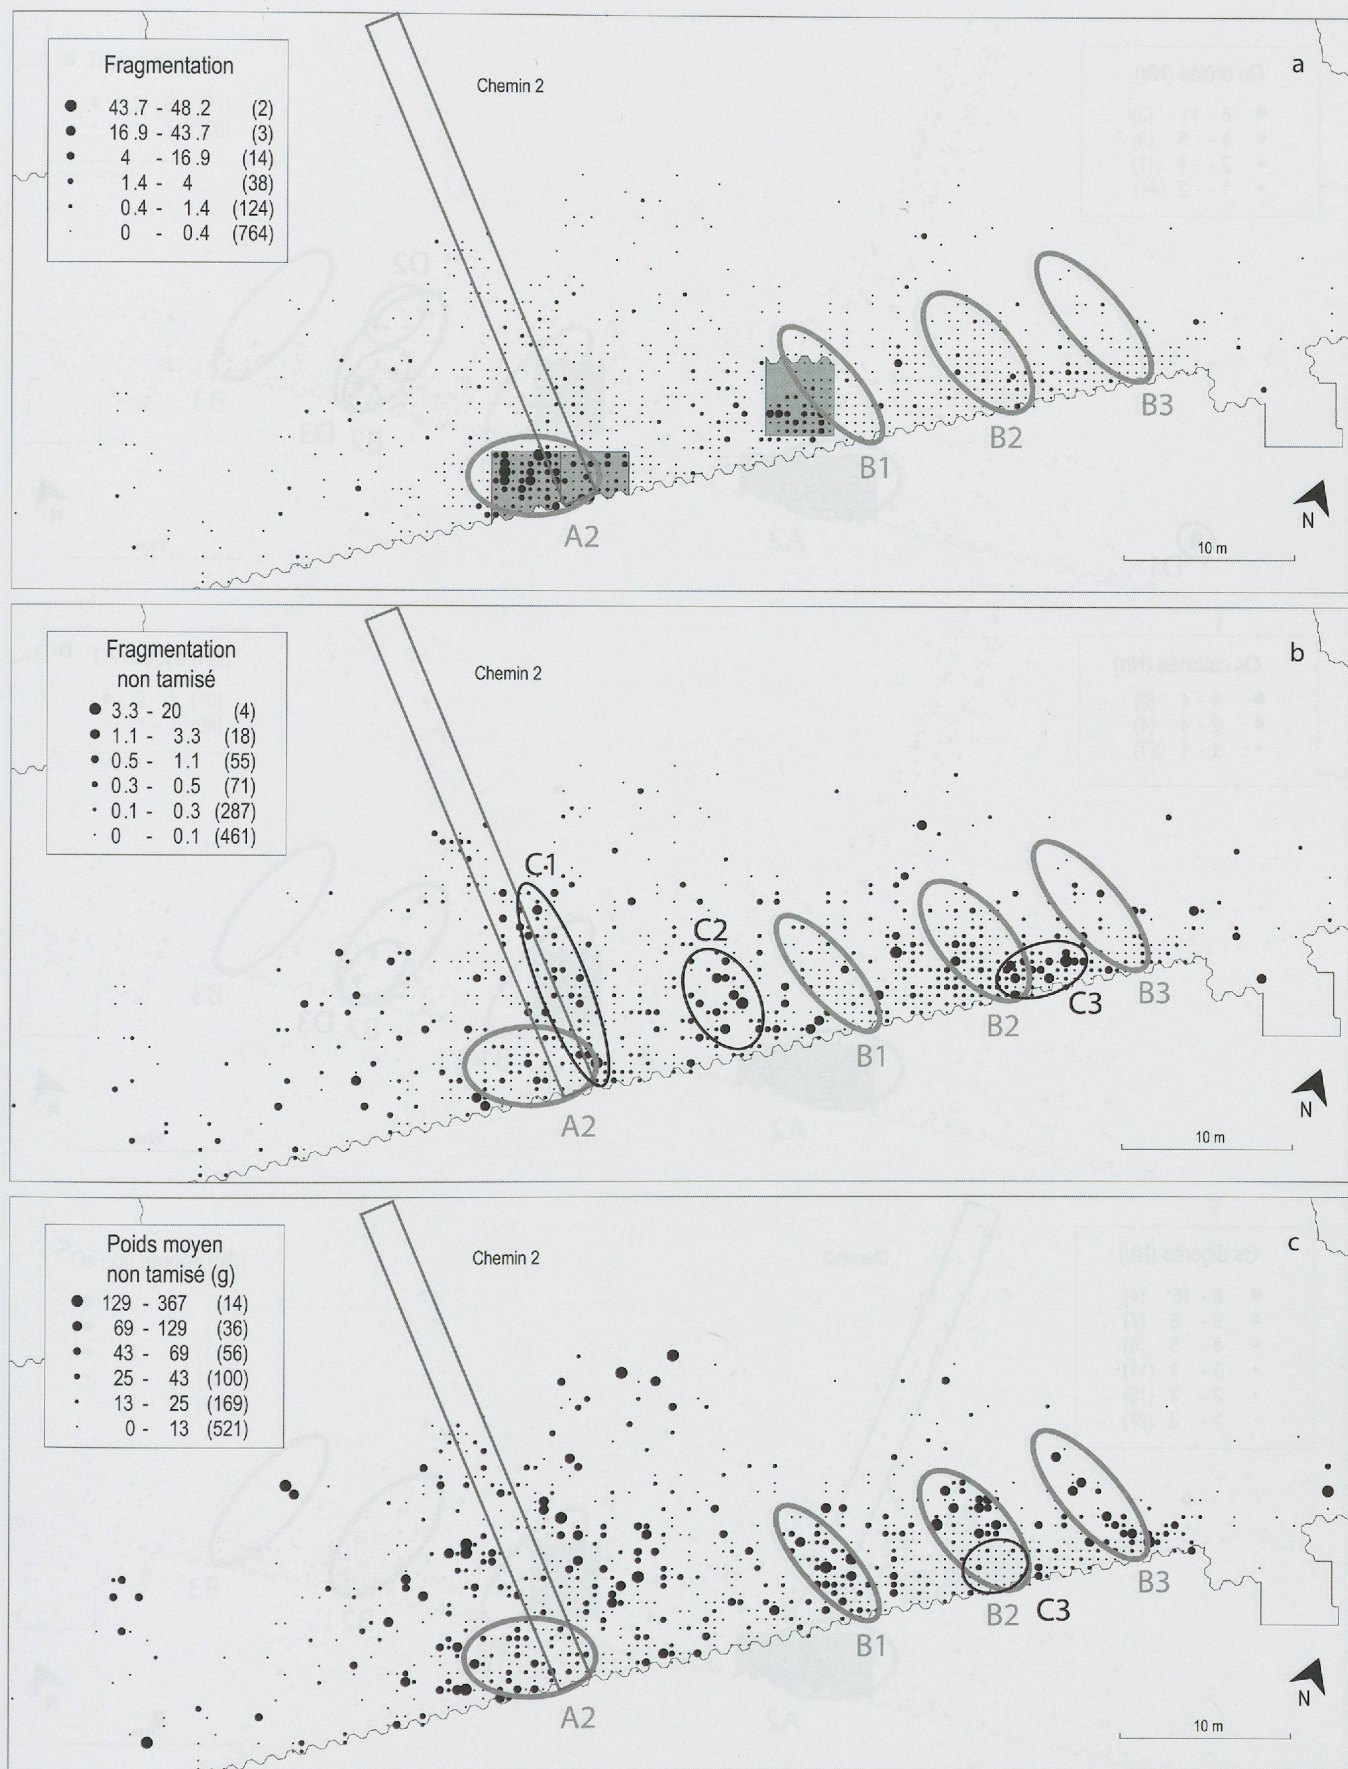 a
Fragmentation
43.7 - 48.2 (2)
16.9 - 43.7 (3)
4 - 16.9 (14)
1.4 - 4 (38)
0.4 - 1.4 (124)
0 - 0.4 (764)
Chemin 2
B3
B2
B1
A2
N
10 m
b
Fragmentation
non tamisé
3.3 - 20 (4)
1.1 - 3.3 (18)
0.5 - 1.1 (55)
0.3 - 0.5 (71)
0.1 - 0.3 (287)
0 - 0.1 (461)
Chemin 2
C1
C2
B3
C3
B2
B1
A2
N
10 m
c
Poids moyen
non tamisé (g)
129 - 367 (14)
69 - 129 (36)
43 - 69 (56)
25 - 43 (100)
13 - 25 (169)
0 - 13 (521)
Chemin 2
B3
B2 C3
B1
A2
N
10 m